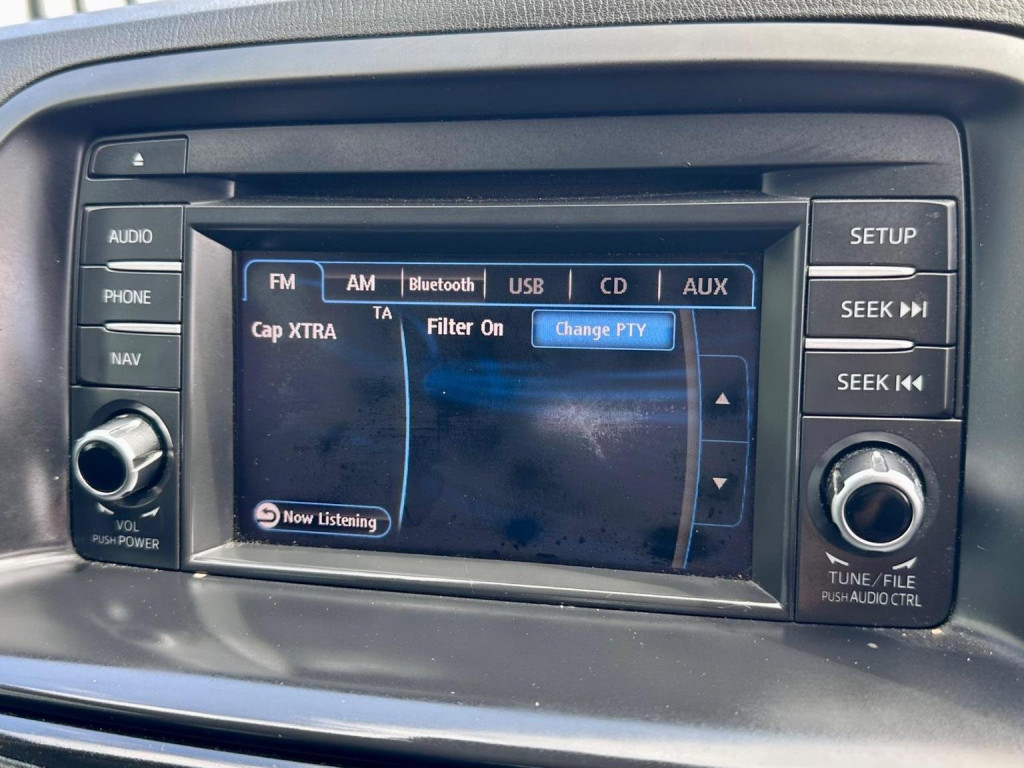 AUDIO
PHONE
NAV
VOL
PUSH POWER
FM AM Bluetooth USB CD AUX
TA
Cap XTRA
Filter On
Change PTY
Now Listening
SETUP
SEEK
SEEK
TUNE/FILE
PUSH AUDIO CTRL